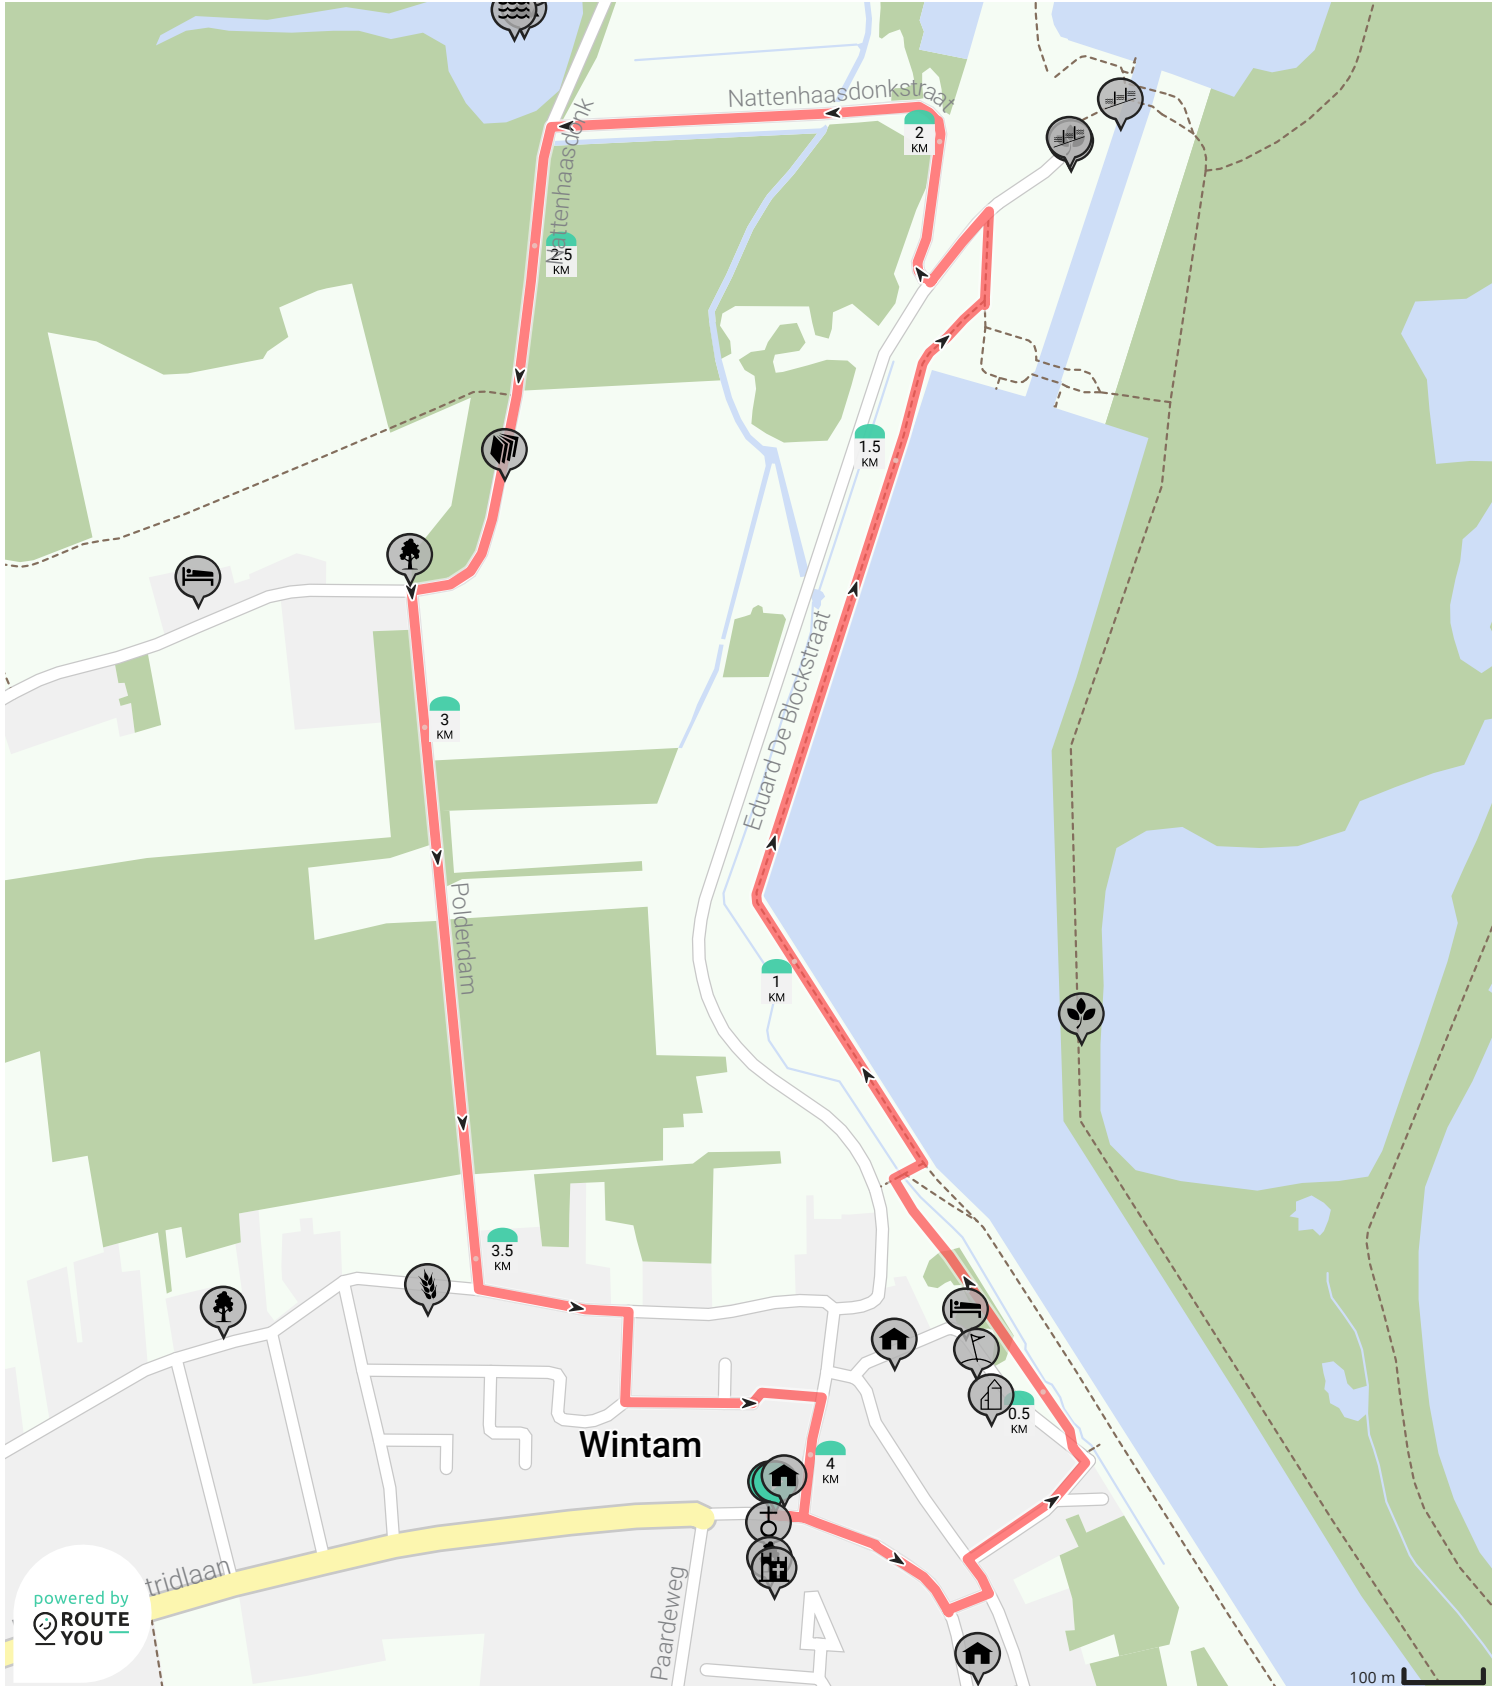 Nattenhaasdonkstraat
2
KM
Nattenhaasdonk
2.5
KM
1.5
KM
Eduard De Blockstraat
3
KM
Polderdam
1
KM
3.5
KM
0.5
KM
Wintam
4
KM
tridlaan
Paardeweg
powered by
ROUTE
YOU
100 m